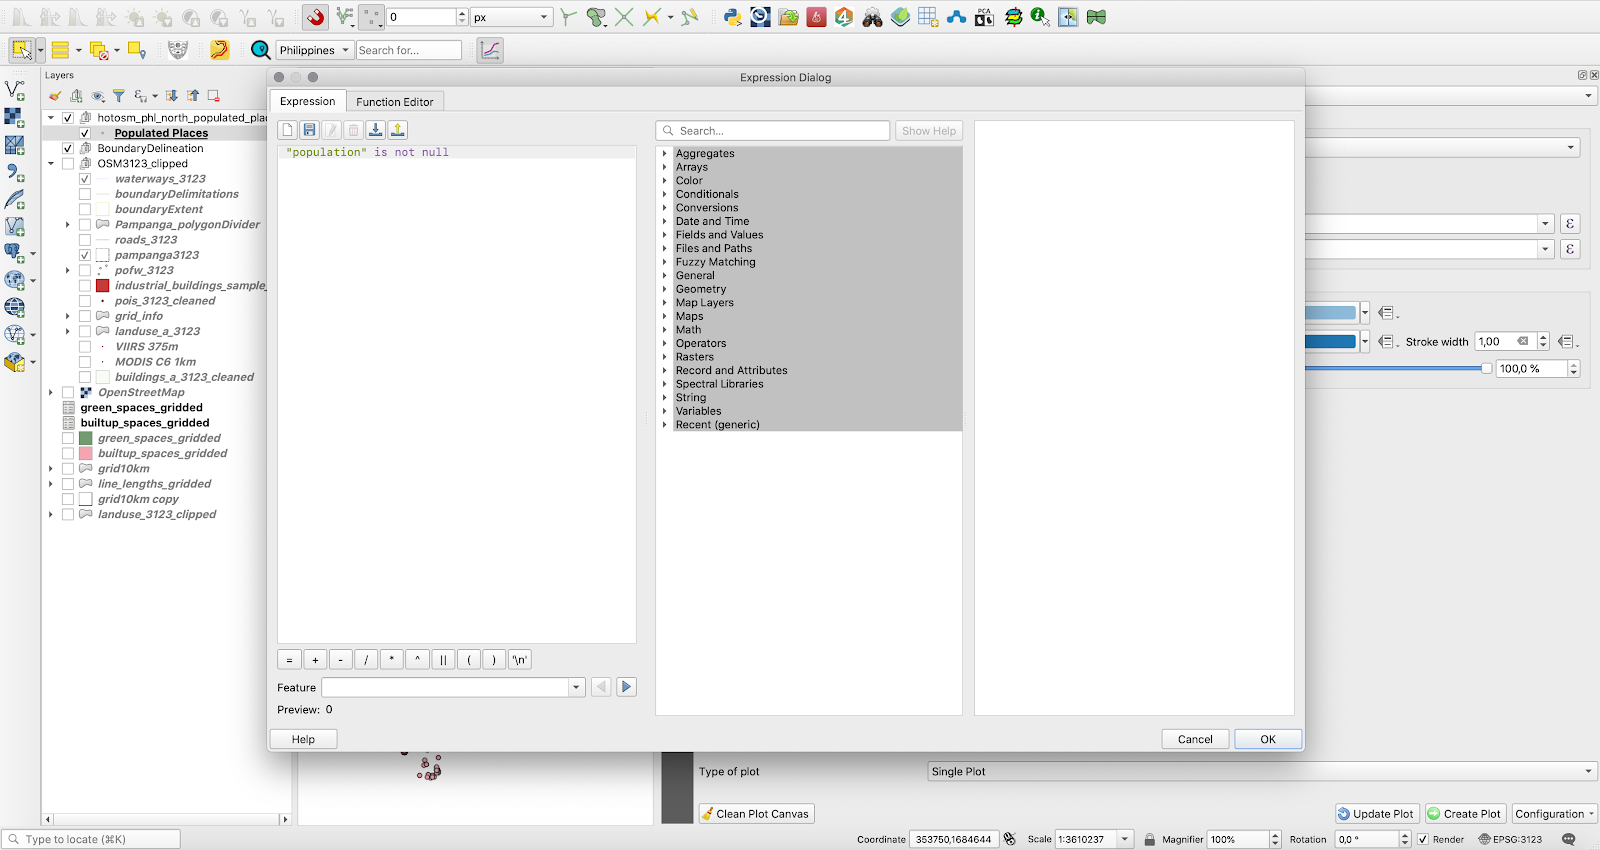 0
px
PCA
Philippines
Search for...
Layers
Expression Dialog
Expression
Function Editor
hotosm_phl_north_populated_plac
Populated Places
BoundaryDelineation
OSM3123_clipped
waterways_3123
boundaryDelimitations
boundaryExtent
Pampanga_polygonDivider
roads_3123
pampanga3123
pofw_3123
industrial_buildings_sample_
pois_3123_cleaned
grid_info
landuse_a_3123
VIIRS 375m
MODIS C6 1km
buildings_a_3123_cleaned
OpenStreetMap
green_spaces_gridded
builtup_spaces_gridded
green_spaces_gridded
builtup_spaces_gridded
grid10km
line_lengths_gridded
grid10km copy
landuse_3123_clipped
"population" is not null
Search...
Show Help
Aggregates
Arrays
Color
Conditionals
Conversions
Date and Time
Fields and Values
Files and Paths
Fuzzy Matching
General
Geometry
Map Layers
Maps
Math
Operators
Rasters
Record and Attributes
Spectral Libraries
String
Variables
Recent (generic)
= + - / * ^ || ( ) '\n'
Feature
Preview: 0
Help
Cancel
OK
ε
ε
Stroke width 1,00
100,0 %
Type of plot
Single Plot
Clean Plot Canvas
Update Plot
Create Plot
Configuration
Type to locate (⌘K)
Coordinate 353750,1684644
Scale 1:3610237
Magnifier 100%
Rotation 0,0 °
Render
EPSG:3123